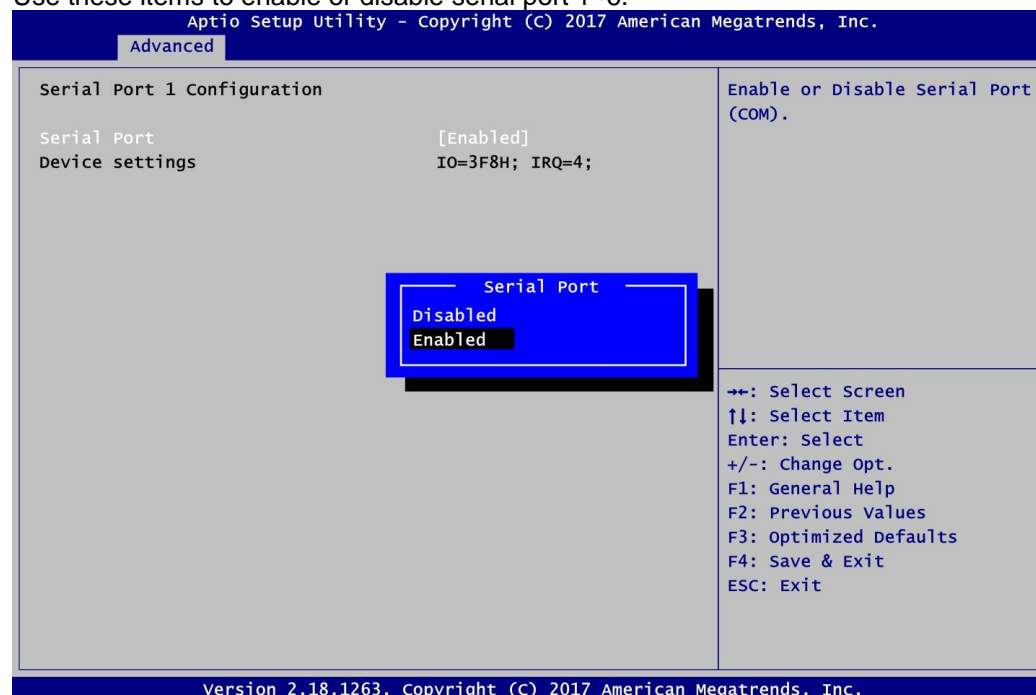 Use these items to enable or disable serial port 1~6.
Aptio Setup Utility - Copyright (C) 2017 American Megatrends, Inc.
Advanced
Serial Port 1 Configuration
Serial Port [Enabled]
Device settings IO=3F8H; IRQ=4;
Enable or Disable Serial Port
(COM).
Serial Port
Disabled
Enabled
→←: Select Screen
↑↓: Select Item
Enter: Select
+/-: Change Opt.
F1: General Help
F2: Previous Values
F3: Optimized Defaults
F4: Save & Exit
ESC: Exit
Version 2.18.1263. Copyright (C) 2017 American Megatrends, Inc.